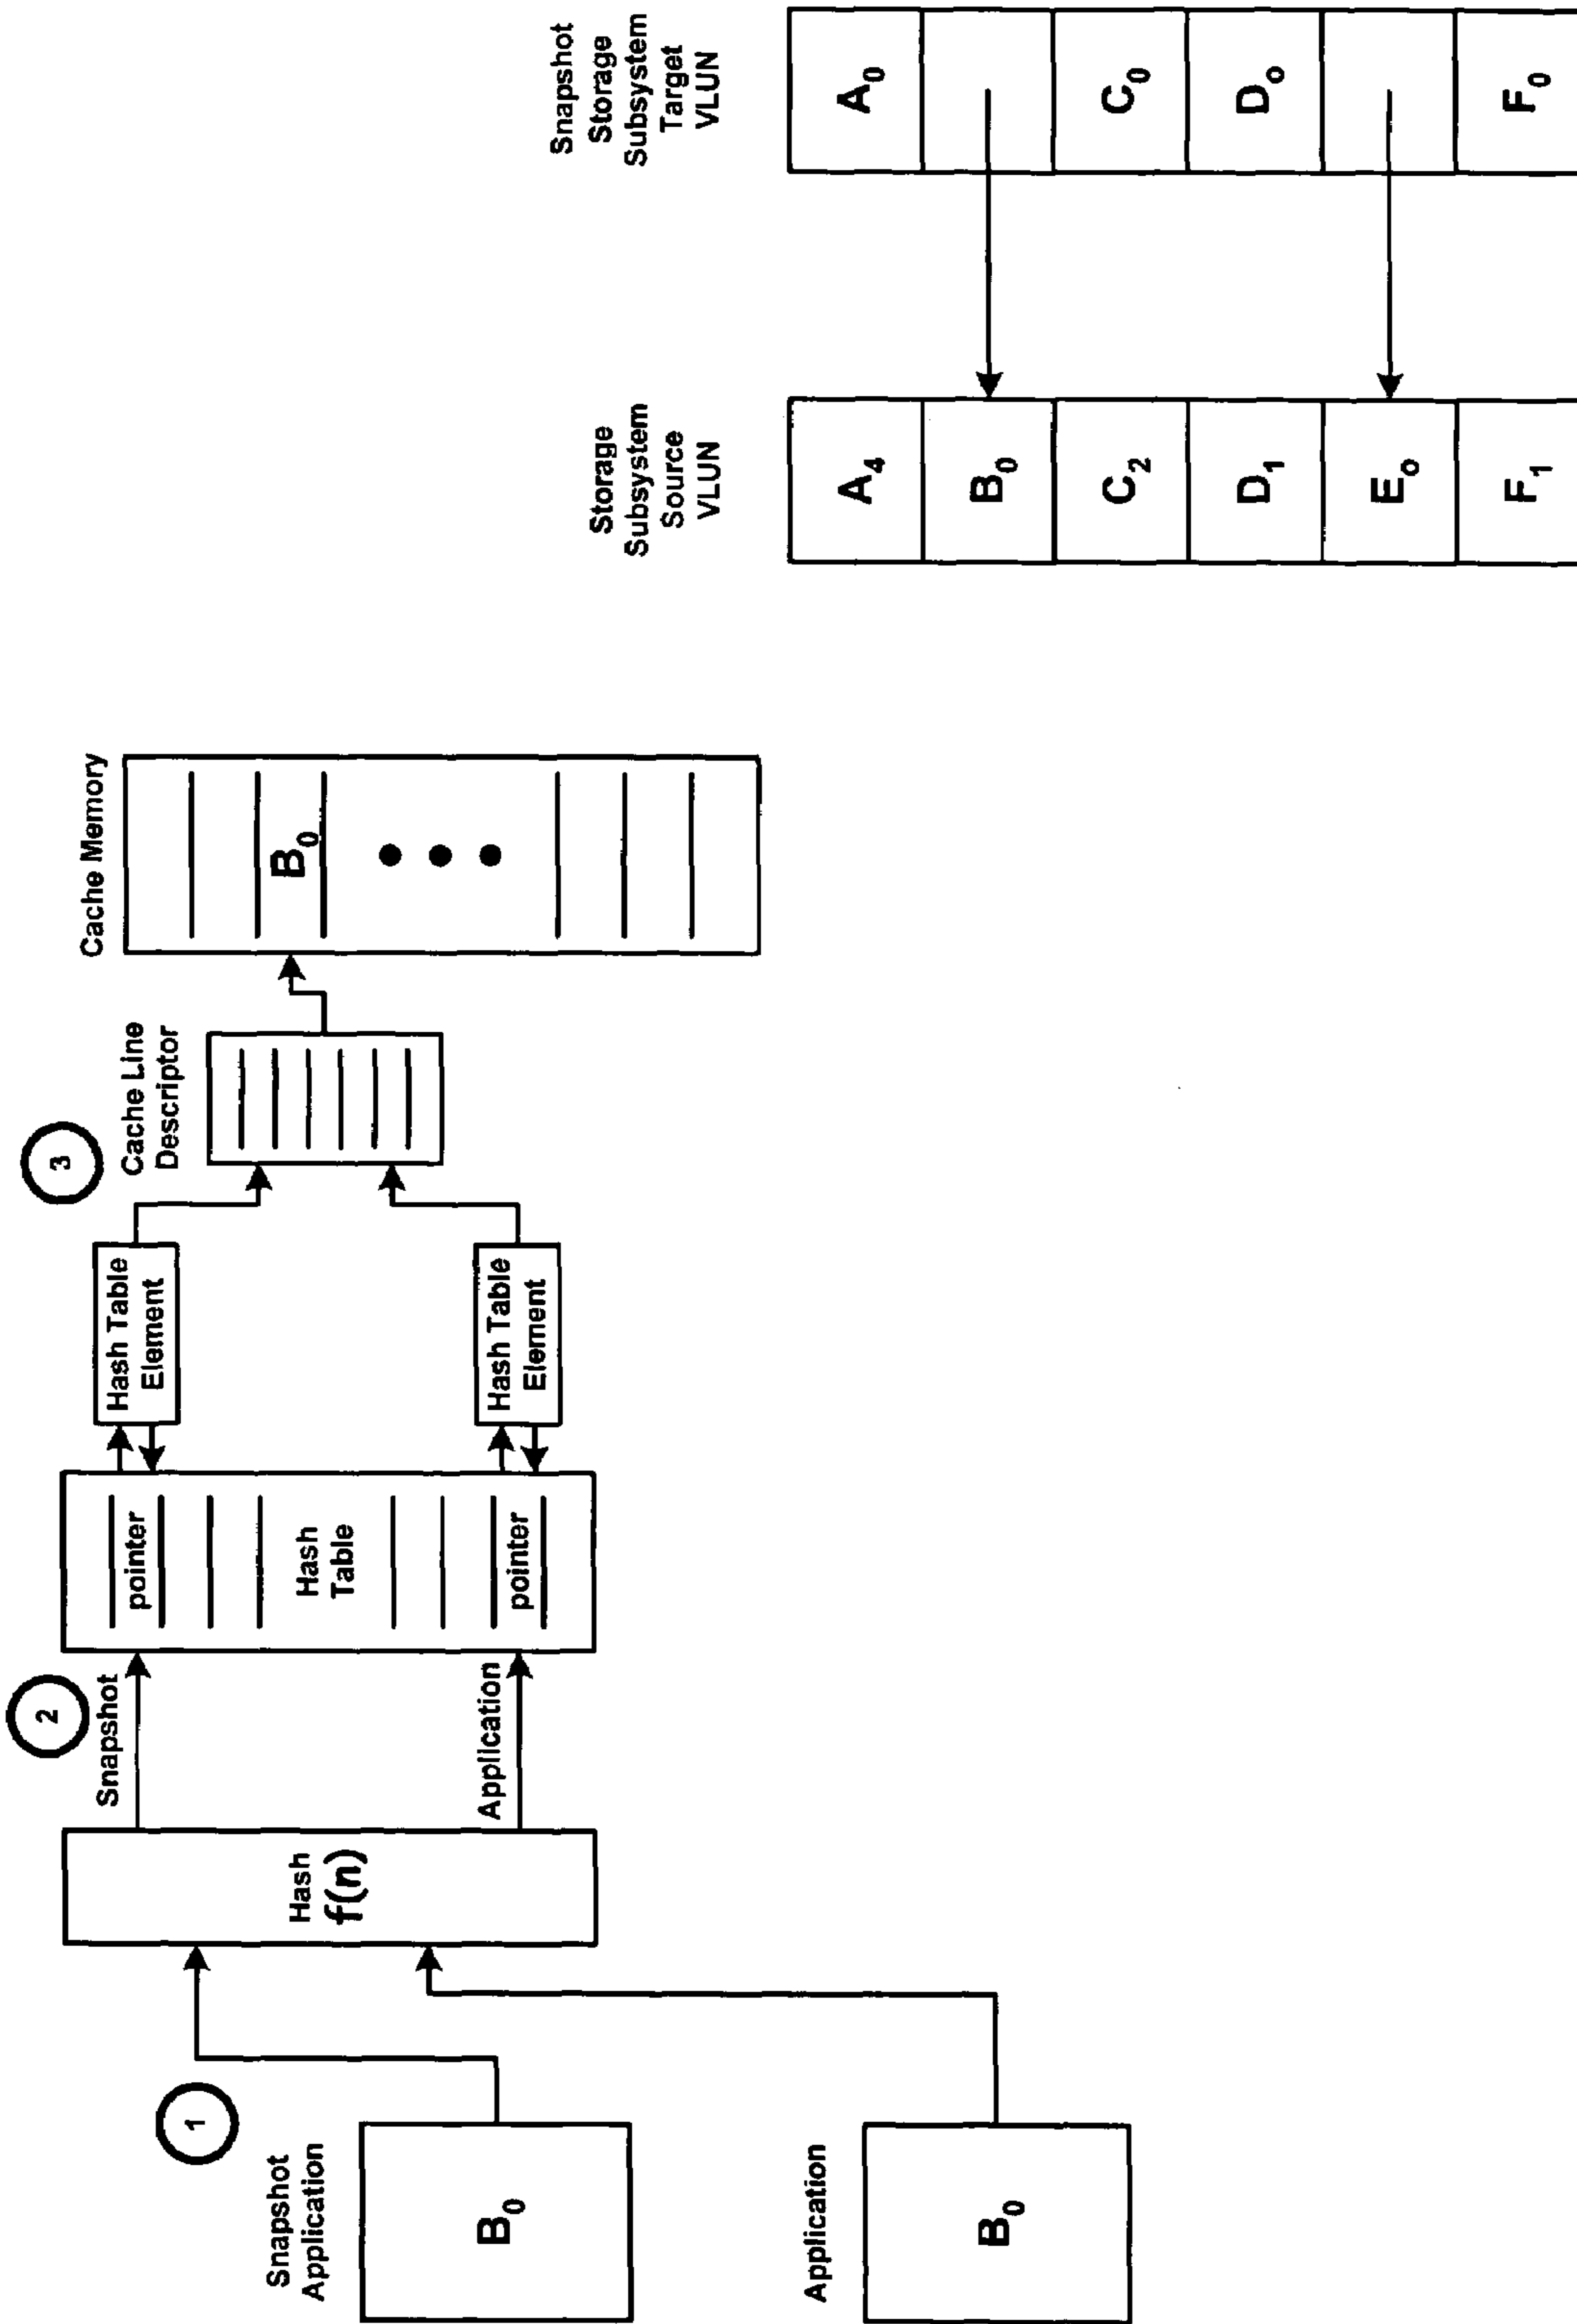 1
Snapshot
Application
B₀
Application
B₀
Hash
f(n)
2
Snapshot
Application
pointer
Hash
Table
pointer
Hash Table
Element
Hash Table
Element
3
Cache Line
Descriptor
Cache Memory
B₀
Storage
Subsystem
Source
VLUN
A₄
B₀
C₂
D₁
Eₒ
F₁
Snapshot
Storage
Subsystem
Target
VLUN
A₀
C₀
Dₒ
F₀